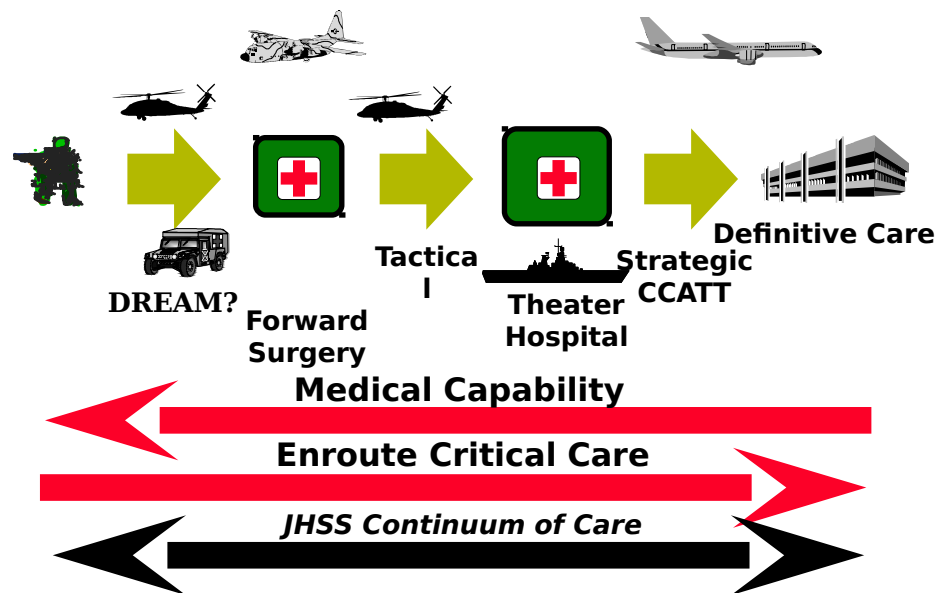 Definitive Care
Tactica
l
Strategic
CCATT
DREAM?
Theater
Hospital
Forward
Surgery
Medical Capability
Enroute Critical Care
JHSS Continuum of Care